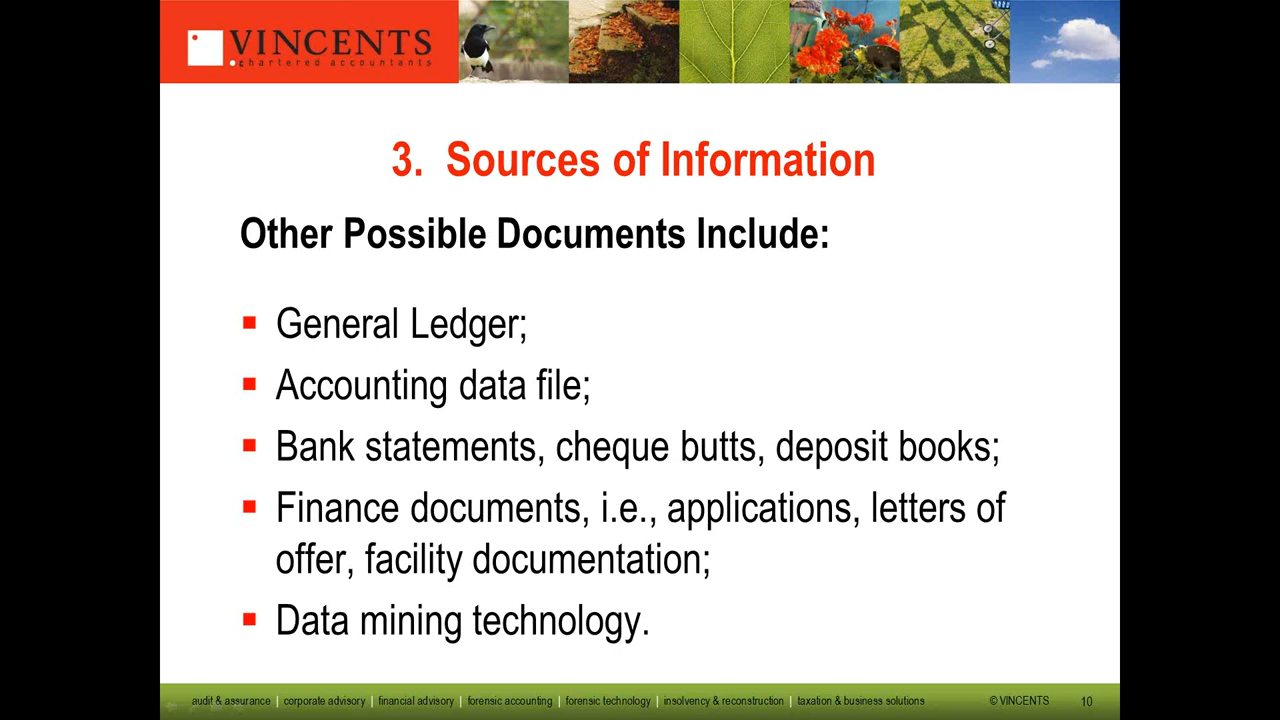 VINCENTS
chartered accountants
3. Sources of Information
Other Possible Documents Include:
General Ledger;
Accounting data file;
Bank statements, cheque butts, deposit books;
Finance documents, i.e., applications, letters of
offer, facility documentation;
Data mining technology.
audit & assurance | corporate advisory | financial advisory | forensic accounting | forensic technology | insolvency & reconstruction | taxation & business solutions © VINCENTS 10